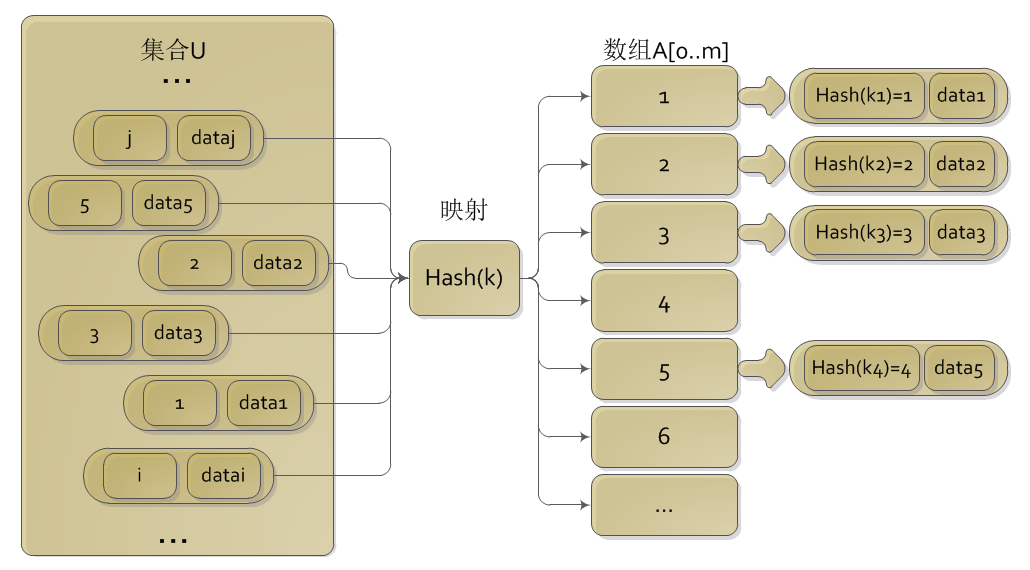 集合U
...
j dataj
5 data5
2 data2
3 data3
1 data1
i datai
...
映射
Hash(k)
数组A[0..m]
1
2
3
4
5
6
...
Hash(k1)=1 data1
Hash(k2)=2 data2
Hash(k3)=3 data3
Hash(k4)=4 data5